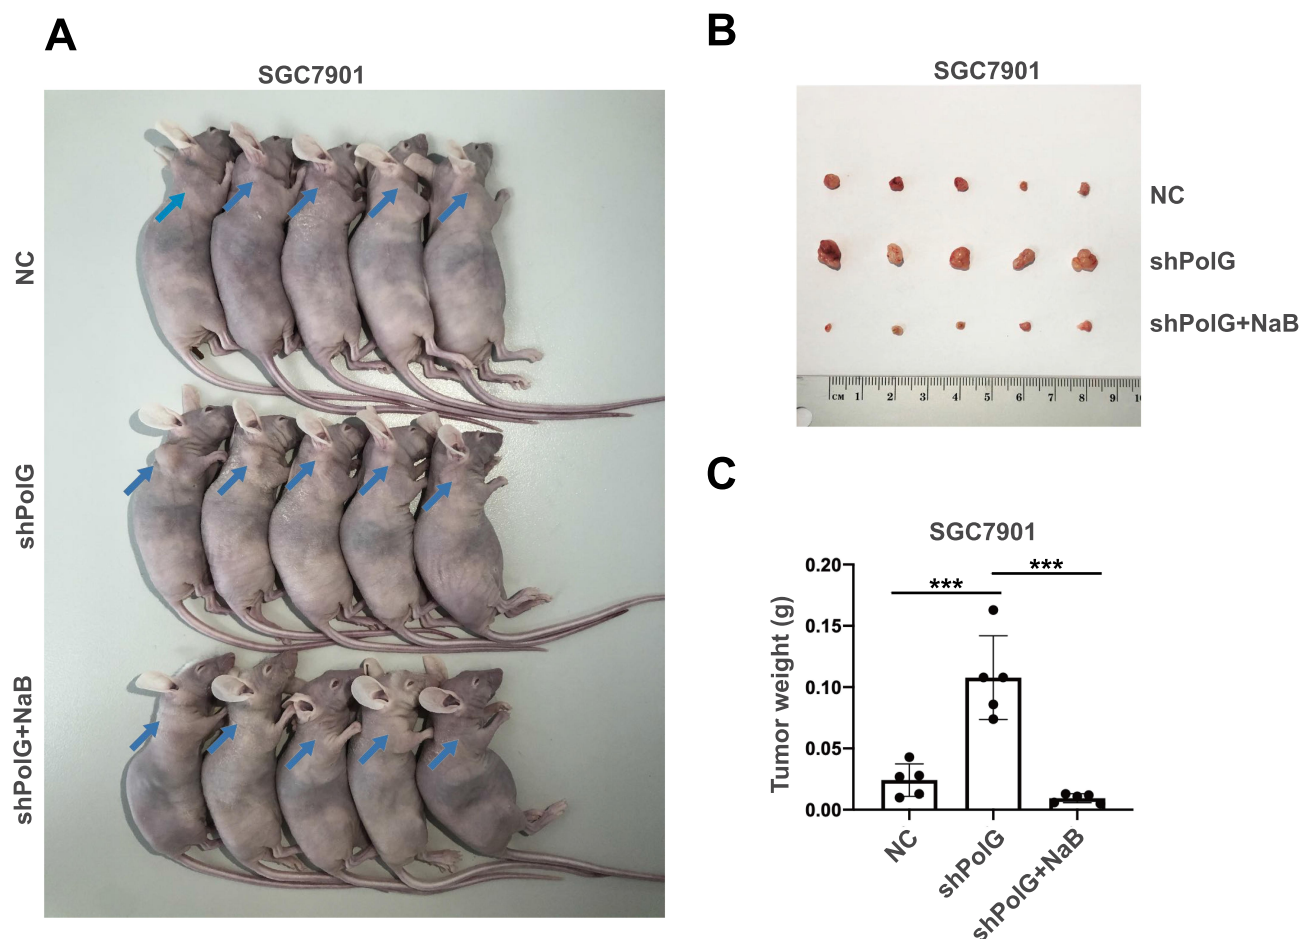 A
SGC7901
NC
shPolG
shPolG+NaB
B
SGC7901
NC
shPolG
shPolG+NaB
CM 1 2 3 4 5 6 7 8 9
C
SGC7901
***
***
Tumor weight (g)
0.20
0.15
0.10
0.05
0.00
NC
shPolG
shPolG+NaB